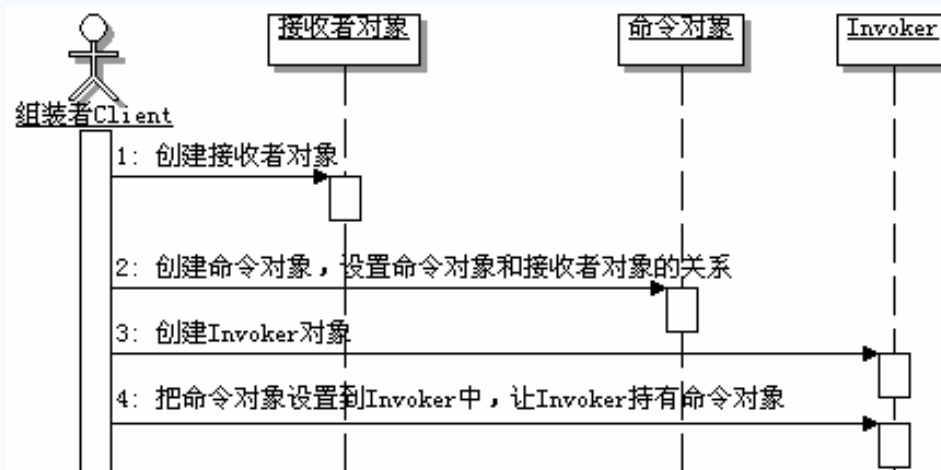 接收者对象
命令对象
Invoker
组装者Client
1: 创建接收者对象
2: 创建命令对象，设置命令对象和接收者对象的关系
3: 创建Invoker对象
4: 把命令对象设置到Invoker中，让Invoker持有命令对象